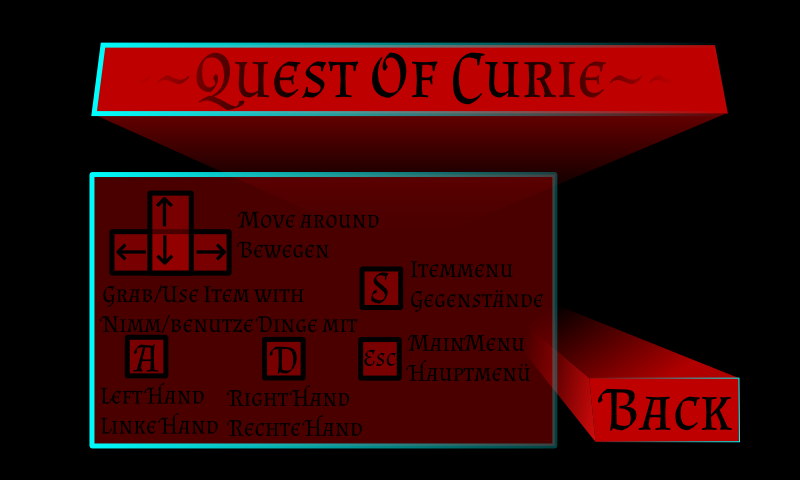 ~Quest Of Curie~
Move around
Bewegen
Itemmenu
Gegenstände
S
Grab/Use Item with
Nimm/benutze Dinge mit
A
D
Esc
MainMenu
Hauptmenü
Left Hand
Linke Hand
Right Hand
Rechte Hand
Back